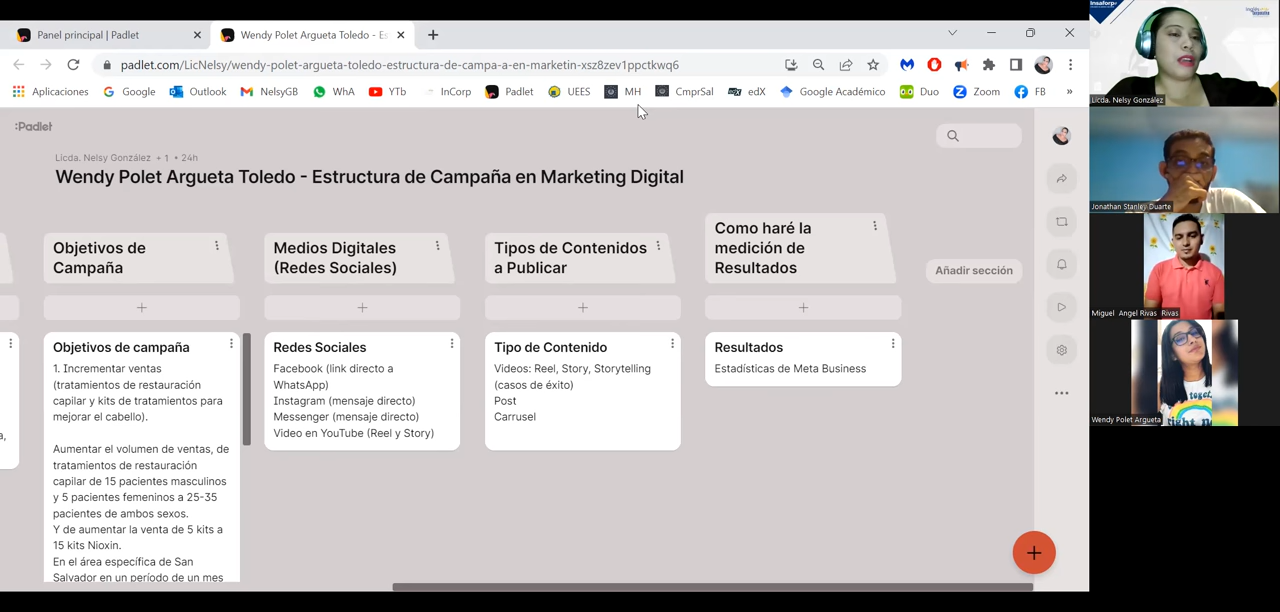 Panel principal | Padlet
Wendy Polet Argueta Toledo - Es
padlet.com/LicNelsy/wendy-polet-argueta-toledo-estructura-de-campa-a-en-marketin-xsz8zev1ppctkwq6
Aplicaciones Google Outlook NelsyGB WhA YTb InCorp Padlet UEES MH CmprSal edX Google Académico Duo Zoom FB »
:Padlet
Licda. Nelsy González + 1 • 24h
Wendy Polet Argueta Toledo - Estructura de Campaña en Marketing Digital
Objetivos de
Campaña
Objetivos de campaña
1. Incrementar ventas
(tratamientos de restauración
capilar y kits de tratamientos para
mejorar el cabello).
Aumentar el volumen de ventas, de
tratamientos de restauración
capilar de 15 pacientes masculinos
y 5 pacientes femeninos a 25-35
pacientes de ambos sexos.
Y de aumentar la venta de 5 kits a
15 kits Nioxin.
En el área específica de San
Salvador en un período de un mes
Medios Digitales
(Redes Sociales)
Redes Sociales
Facebook (link directo a
WhatsApp)
Instagram (mensaje directo)
Messenger (mensaje directo)
Video en YouTube (Reel y Story)
Tipos de Contenidos
a Publicar
Tipo de Contenido
Videos: Reel, Story, Storytelling
(casos de éxito)
Post
Carrusel
Como haré la
medición de
Resultados
Resultados
Estadísticas de Meta Business
Añadir sección
a,
Insaforp
Licda. Nelsy González
Jonathan Stanley Duarte
Miguel Angel Rivas Rivas
Wendy Polet Argueta